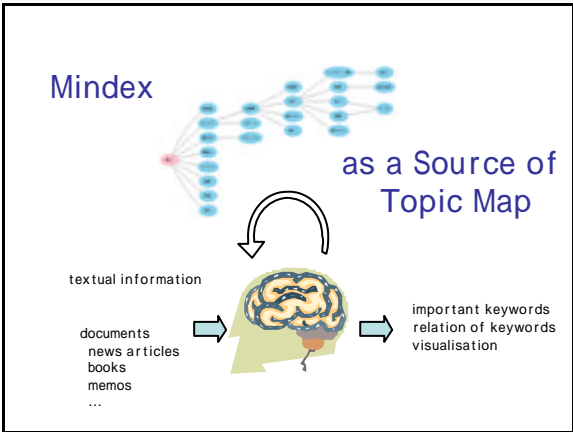 Mindex
as a Source of
Topic Map
textual information
documents
news articles
books
memos
...
important keywords
relation of keywords
visualisation